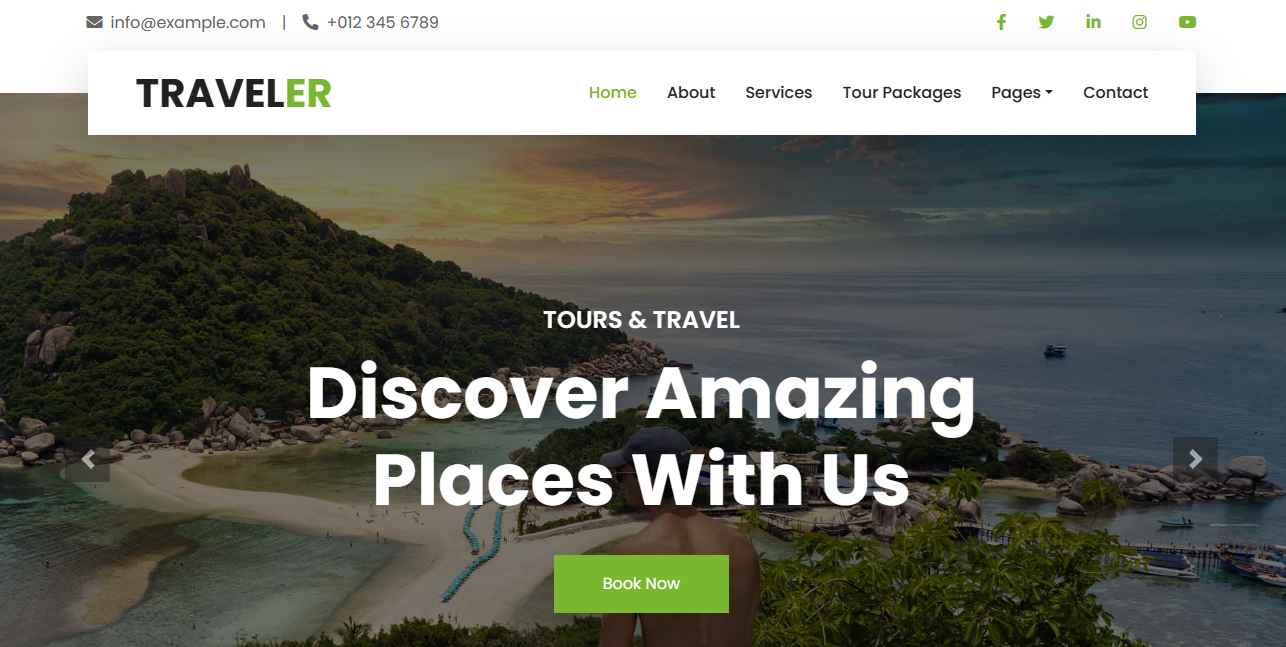 info@example.com | +012 345 6789
TRAVELER
Home About Services Tour Packages Pages Contact
TOURS & TRAVEL
Discover Amazing
Places With Us
Book Now